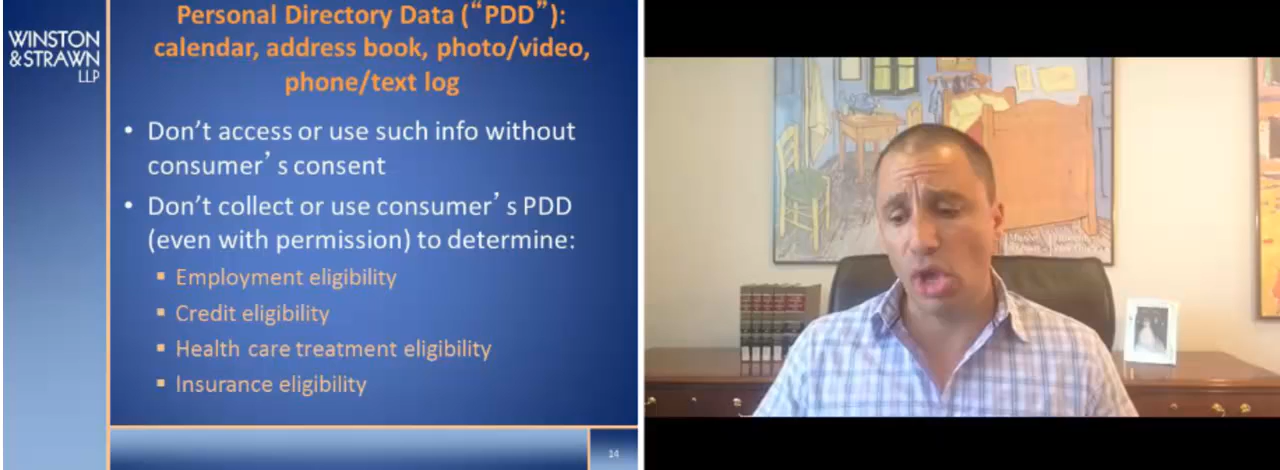 WINSTON
& STRAWN
LLP
Personal Directory Data (“PDD”):
calendar, address book, photo/video,
phone/text log
• Don’t access or use such info without
consumer’s consent
• Don’t collect or use consumer’s PDD
(even with permission) to determine:
▪ Employment eligibility
▪ Credit eligibility
▪ Health care treatment eligibility
▪ Insurance eligibility
14